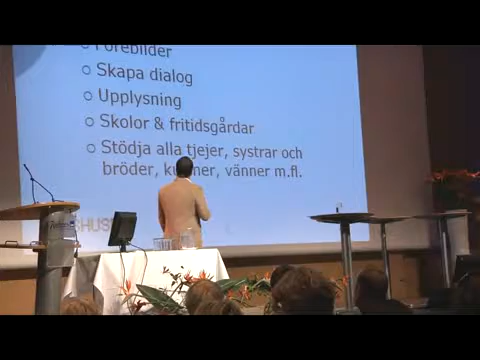 Förebilder
Skapa dialog
Upplysning
Skolor & fritidsgårdar
Stödja alla tjejer, systrar och
bröder, vänner m.fl.